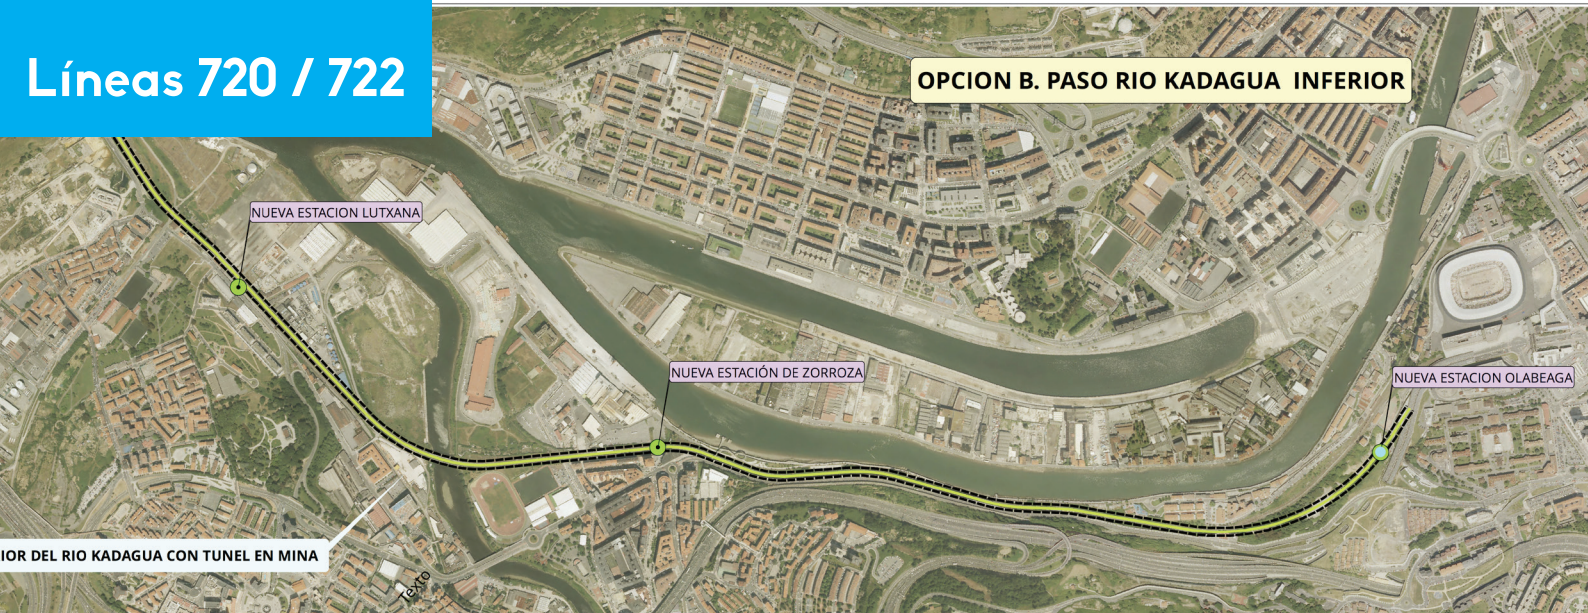 Líneas 720 / 722
OPCION B. PASO RIO KADAGUA INFERIOR
NUEVA ESTACION LUTXANA
NUEVA ESTACIÓN DE ZORROZA
NUEVA ESTACION OLABEAGA
IOR DEL RIO KADAGUA CON TUNEL EN MINA
Texto